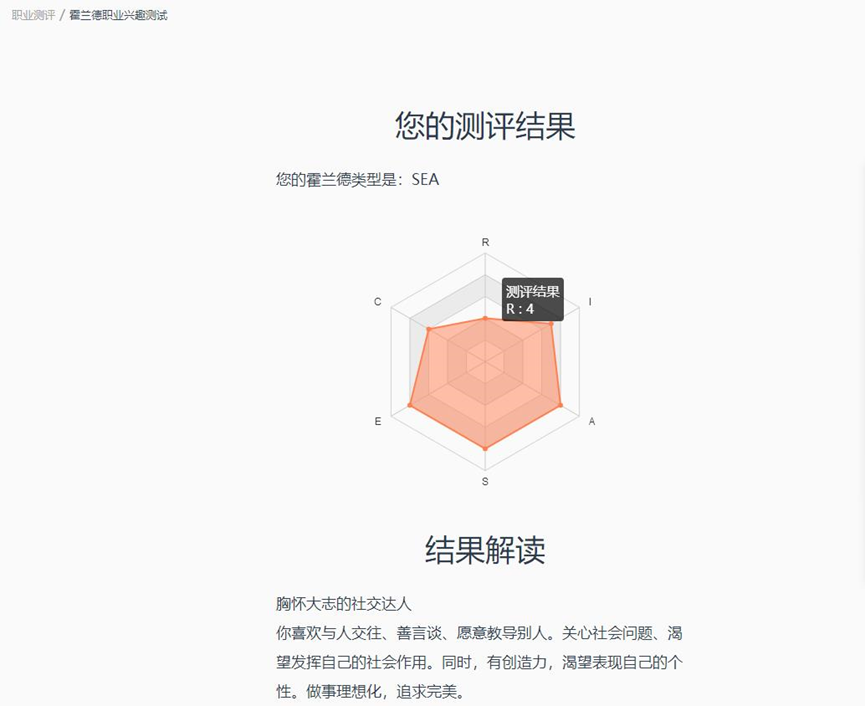 职业测评 / 霍兰德职业兴趣测试
您的测评结果
您的霍兰德类型是：SEA
R
测评结果
R : 4
C
I
E
A
S
结果解读
胸怀大志的社交达人
你喜欢与人交往、善言谈、愿意教导别人。关心社会问题、渴
望发挥自己的社会作用。同时，有创造力，渴望表现自己的个
性。做事理想化，追求完美。